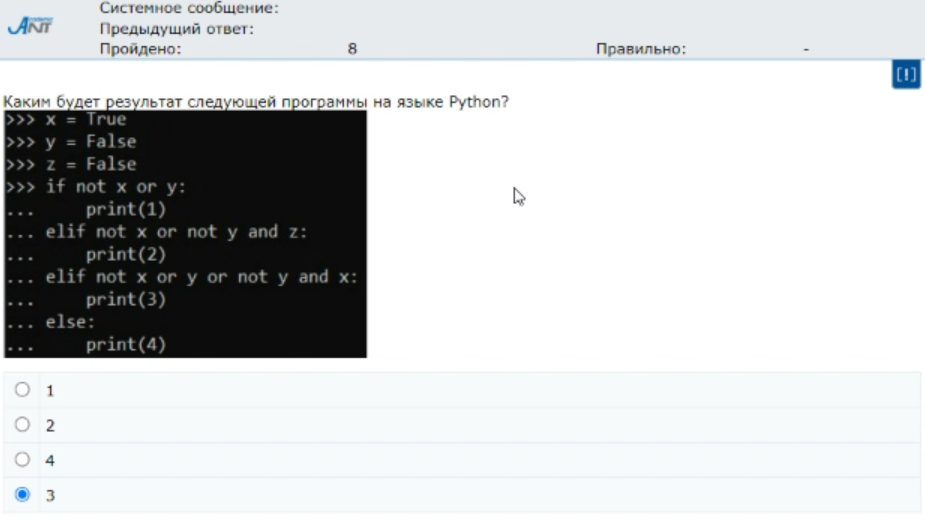 ANT
Системное сообщение:
Предыдущий ответ:
Пройдено: 8 Правильно: -
[!]
Каким будет результат следующей программы на языке Python?
>>> x = True
>>> y = False
>>> z = False
>>> if not x or y:
...     print(1)
... elif not x or not y and z:
...     print(2)
... elif not x or y or not y and x:
...     print(3)
... else:
...     print(4)
1
2
4
3